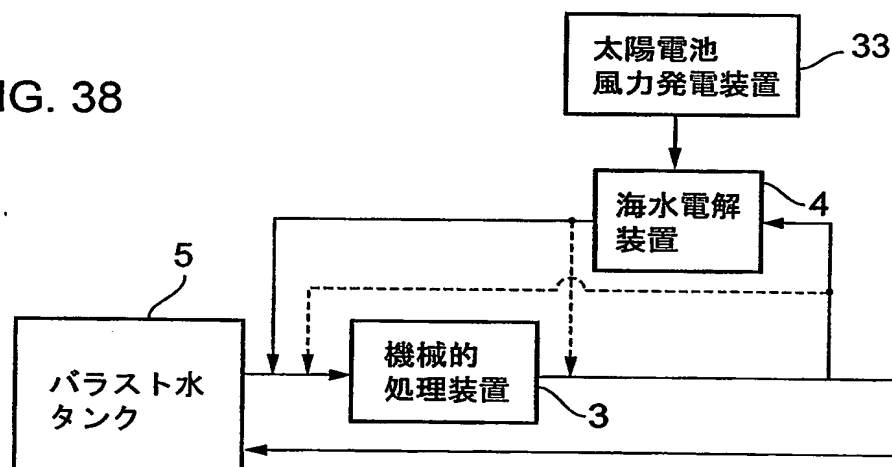 IG. 38
太陽電池
風力発電装置
33
海水電解
装置
4
5
バラスト水
タンク
機械的
処理装置
3